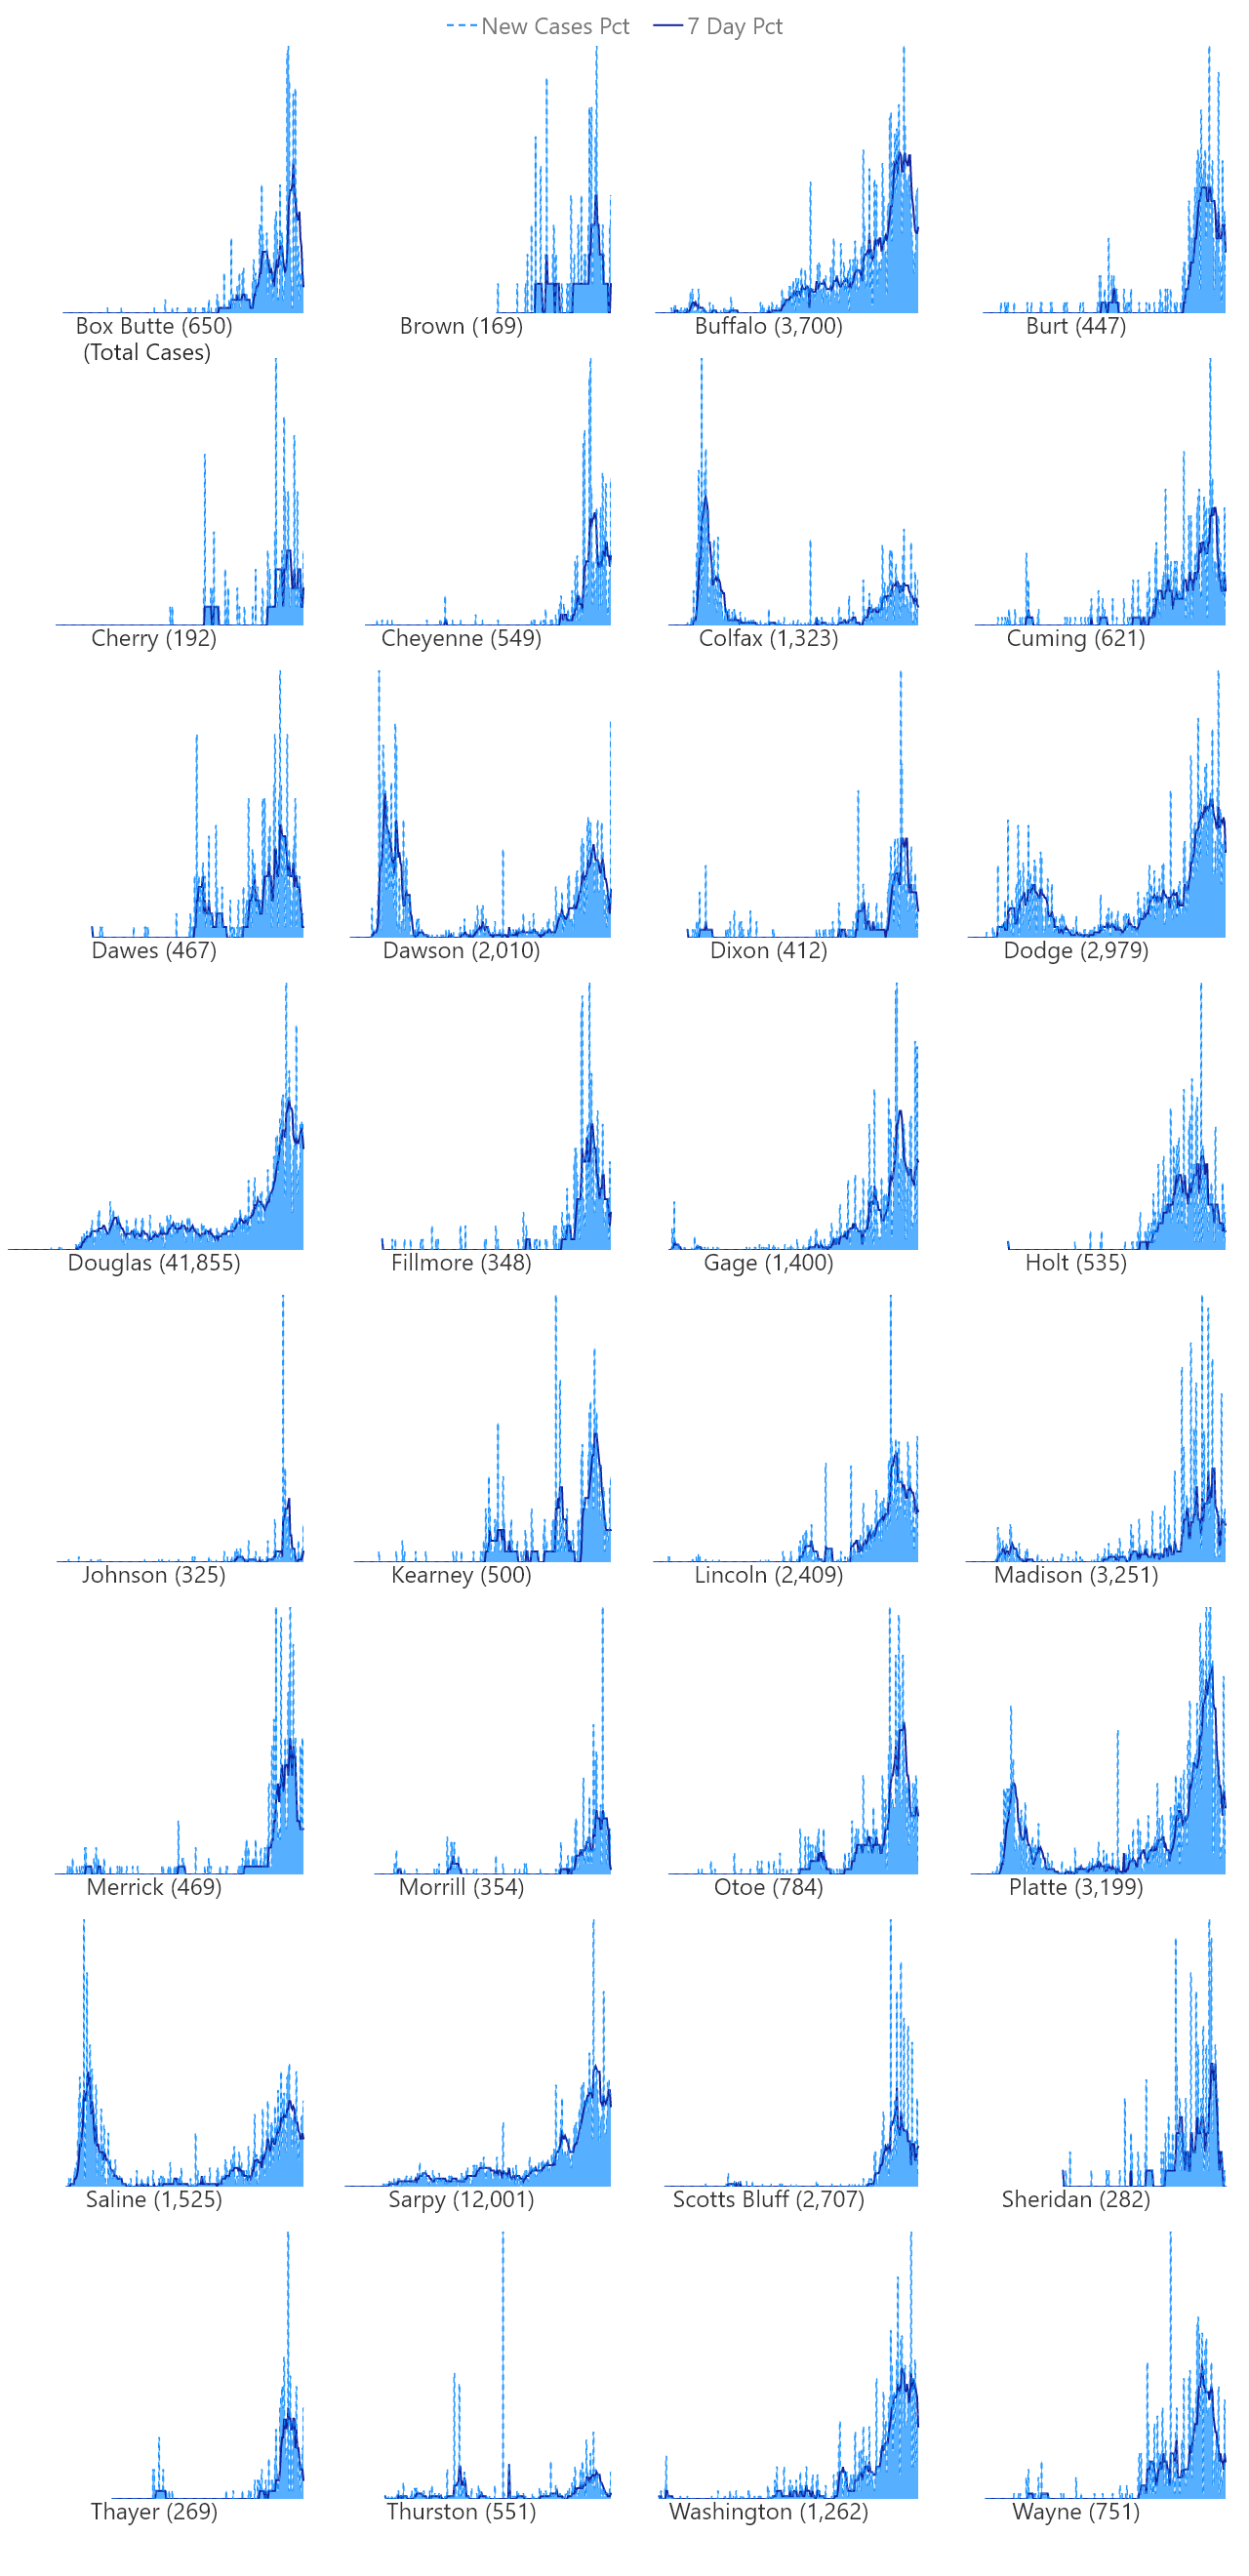 New Cases Pct 7 Day Pct
Box Butte (650) Brown (169) Buffalo (3,700) Burt (447)
(Total Cases)
Cherry (192) Cheyenne (549) Colfax (1,323) Cuming (621)
Dawes (467) Dawson (2,010) Dixon (412) Dodge (2,979)
Douglas (41,855) Fillmore (348) Gage (1,400) Holt (535)
Johnson (325) Kearney (500) Lincoln (2,409) Madison (3,251)
Merrick (469) Morrill (354) Otoe (784) Platte (3,199)
Saline (1,525) Sarpy (12,001) Scotts Bluff (2,707) Sheridan (282)
Thayer (269) Thurston (551) Washington (1,262) Wayne (751)